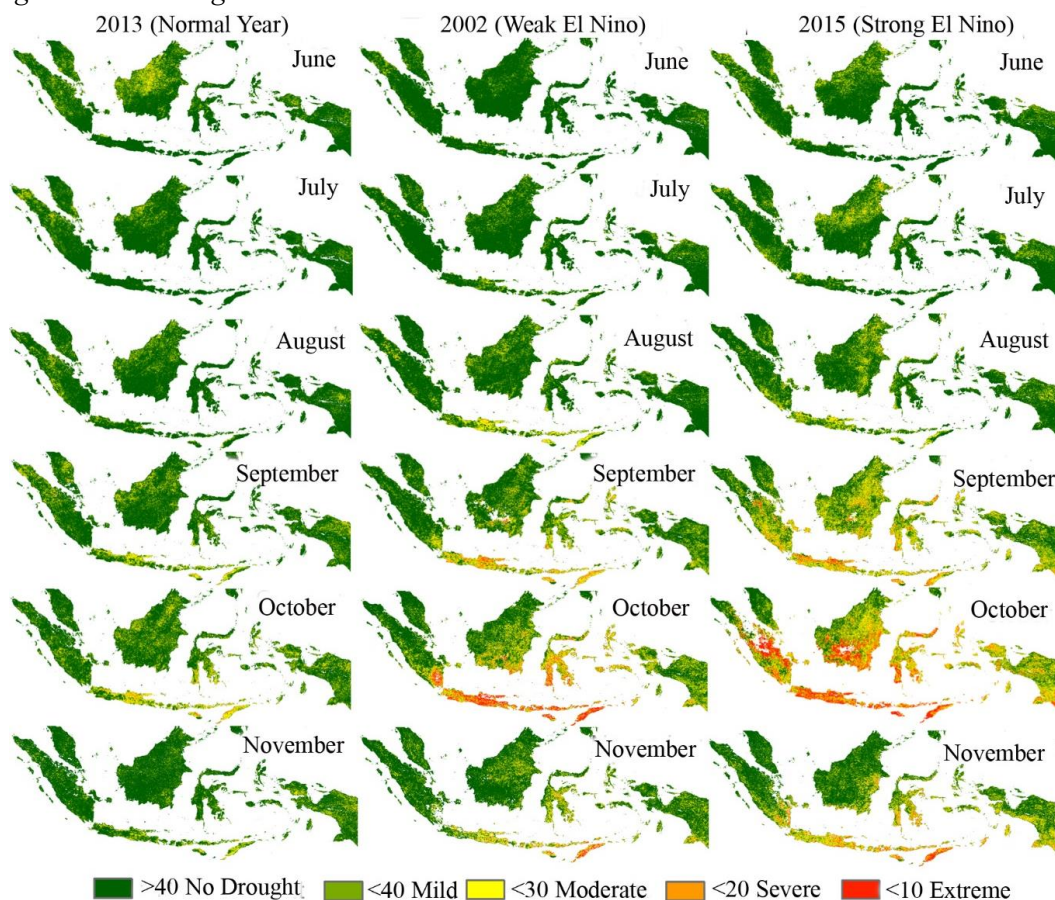 2013 (Normal Year) 2002 (Weak El Nino) 2015 (Strong El Nino)
June June June
July July July
August August August
September September September
October October October
November November November
>40 No Drought <40 Mild <30 Moderate <20 Severe <10 Extreme